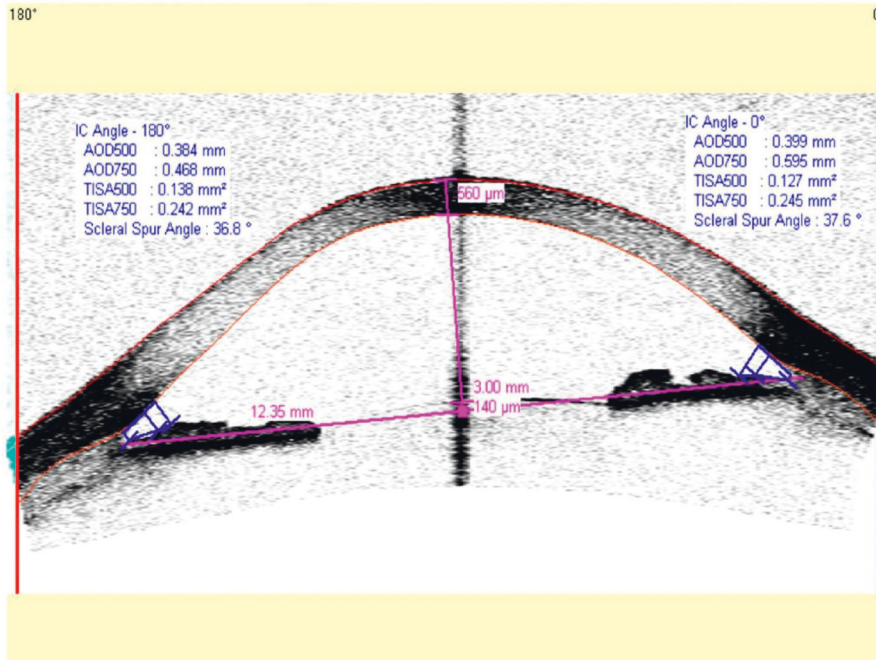 180°
IC Angle - 180°
AOD500 : 0.384 mm
AOD750 : 0.468 mm
TISA500 : 0.138 mm²
TISA750 : 0.242 mm²
Scleral Spur Angle : 36.8 °
IC Angle - 0°
AOD500 : 0.399 mm
AOD750 : 0.595 mm
TISA500 : 0.127 mm²
TISA750 : 0.245 mm²
Scleral Spur Angle : 37.6 °
560 µm
3.00 mm
12.35 mm
140 µm